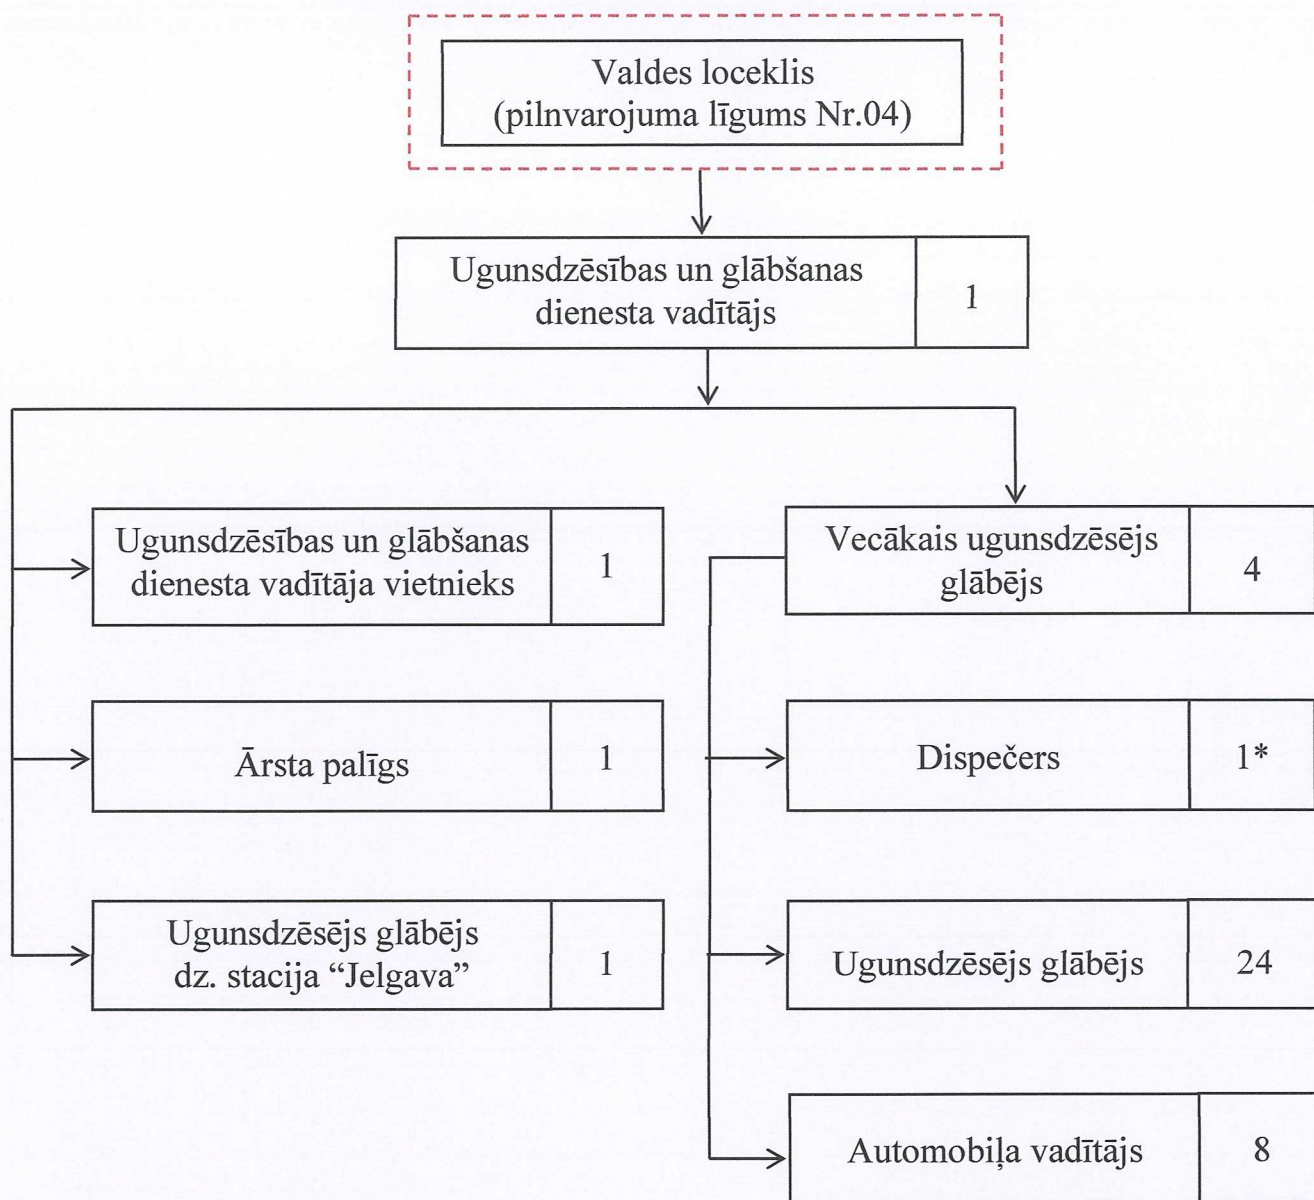 Valdes loceklis
(pilnvarojuma līgums Nr.04)
Ugunsdzēsības un glābšanas
dienesta vadītājs
1
Ugunsdzēsības un glābšanas
dienesta vadītāja vietnieks
1
Vecākais ugunsdzēsējs
glābējs
4
Ārsta palīgs
1
Dispečers
1*
Ugunsdzēsējs glābējs
dz. stacija “Jelgava”
1
Ugunsdzēsējs glābējs
24
Automobiļa vadītājs
8